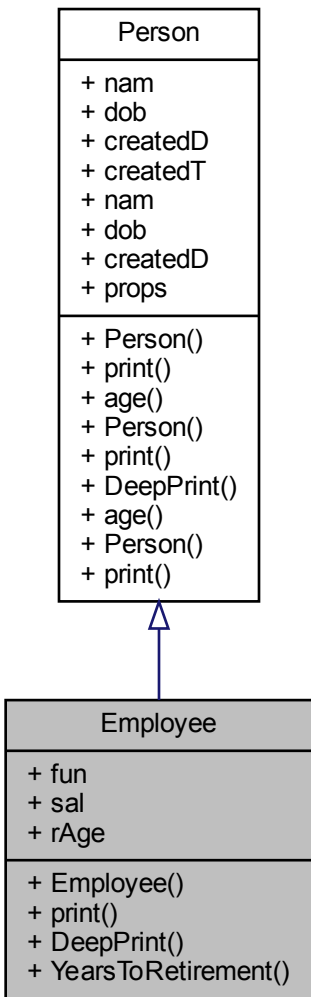 Person
+ nam
+ dob
+ createdD
+ createdT
+ nam
+ dob
+ createdD
+ props
+ Person()
+ print()
+ age()
+ Person()
+ print()
+ DeepPrint()
+ age()
+ Person()
+ print()
Employee
+ fun
+ sal
+ rAge
+ Employee()
+ print()
+ DeepPrint()
+ YearsToRetirement()